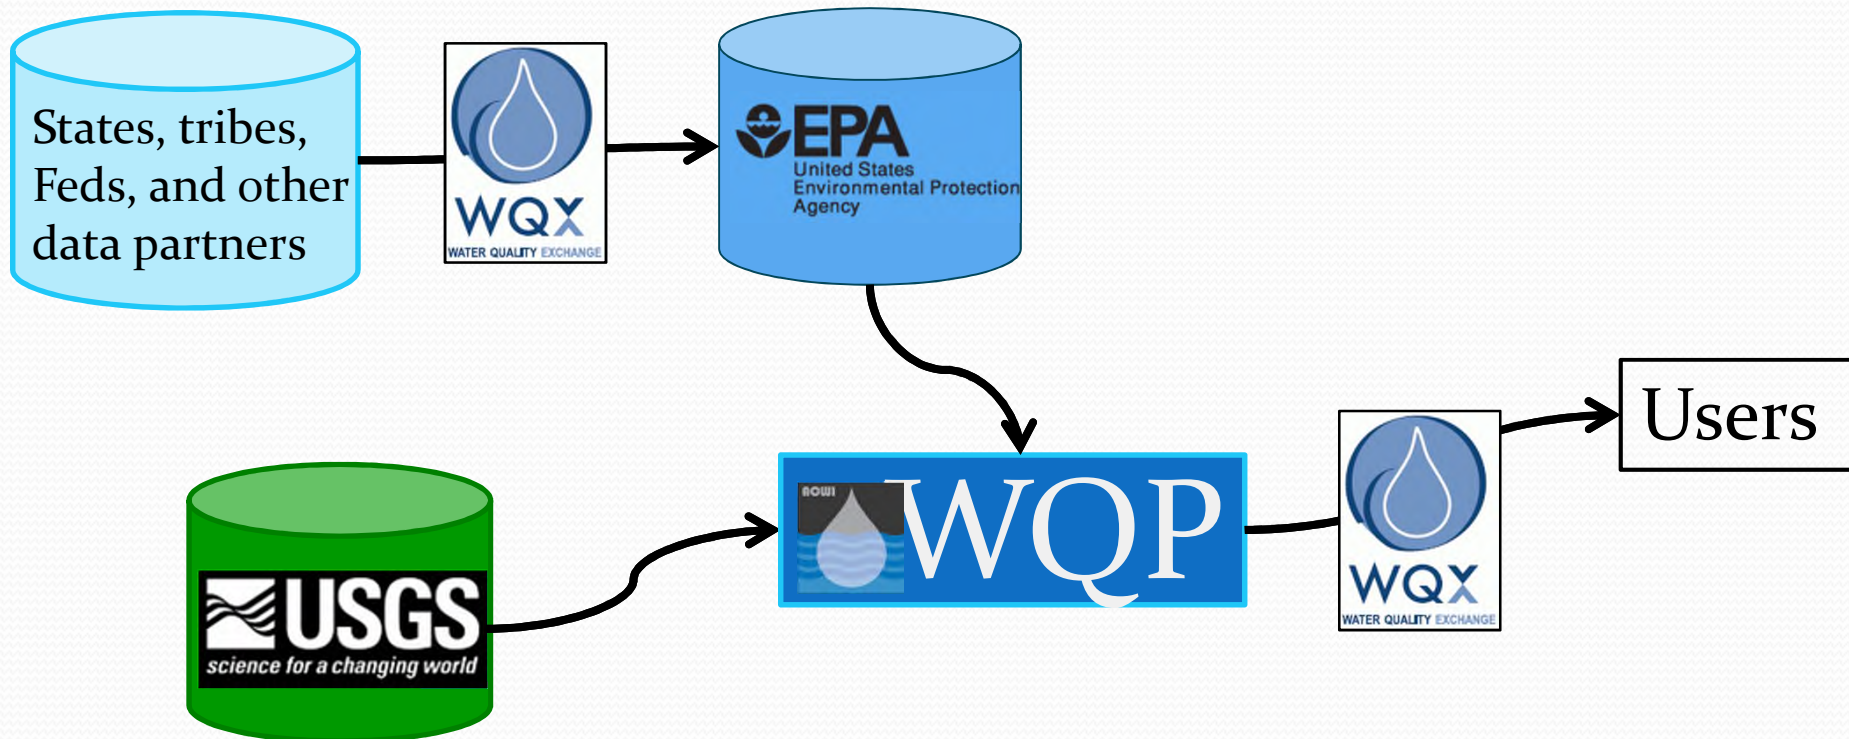 States, tribes,
Feds, and other
data partners
WQX
WATER QUALITY EXCHANGE
EPA
United States
Environmental Protection
Agency
Users
ACWI
WQP
WQX
WATER QUALITY EXCHANGE
USGS
science for a changing world